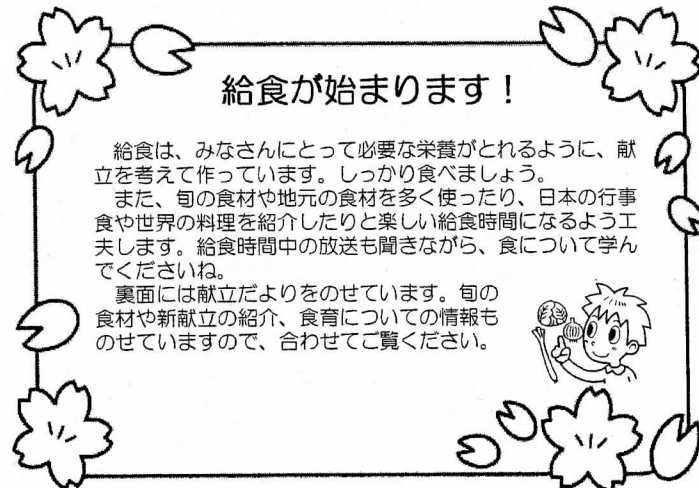 給食が始まります！
　給食は、みなさんにとって必要な栄養がとれるように、献
立を考えて作っています。しっかり食べましょう。
　また、旬の食材や地元の食材を多く使ったり、日本の行事
食や世界の料理を紹介したりと楽しい給食時間になるよう工
夫します。給食時間中の放送も聞きながら、食について学ん
でくださいね。
　裏面には献立だよりをのせています。旬の
食材や新献立の紹介、食育についての情報も
のせていますので、合わせてご覧ください。